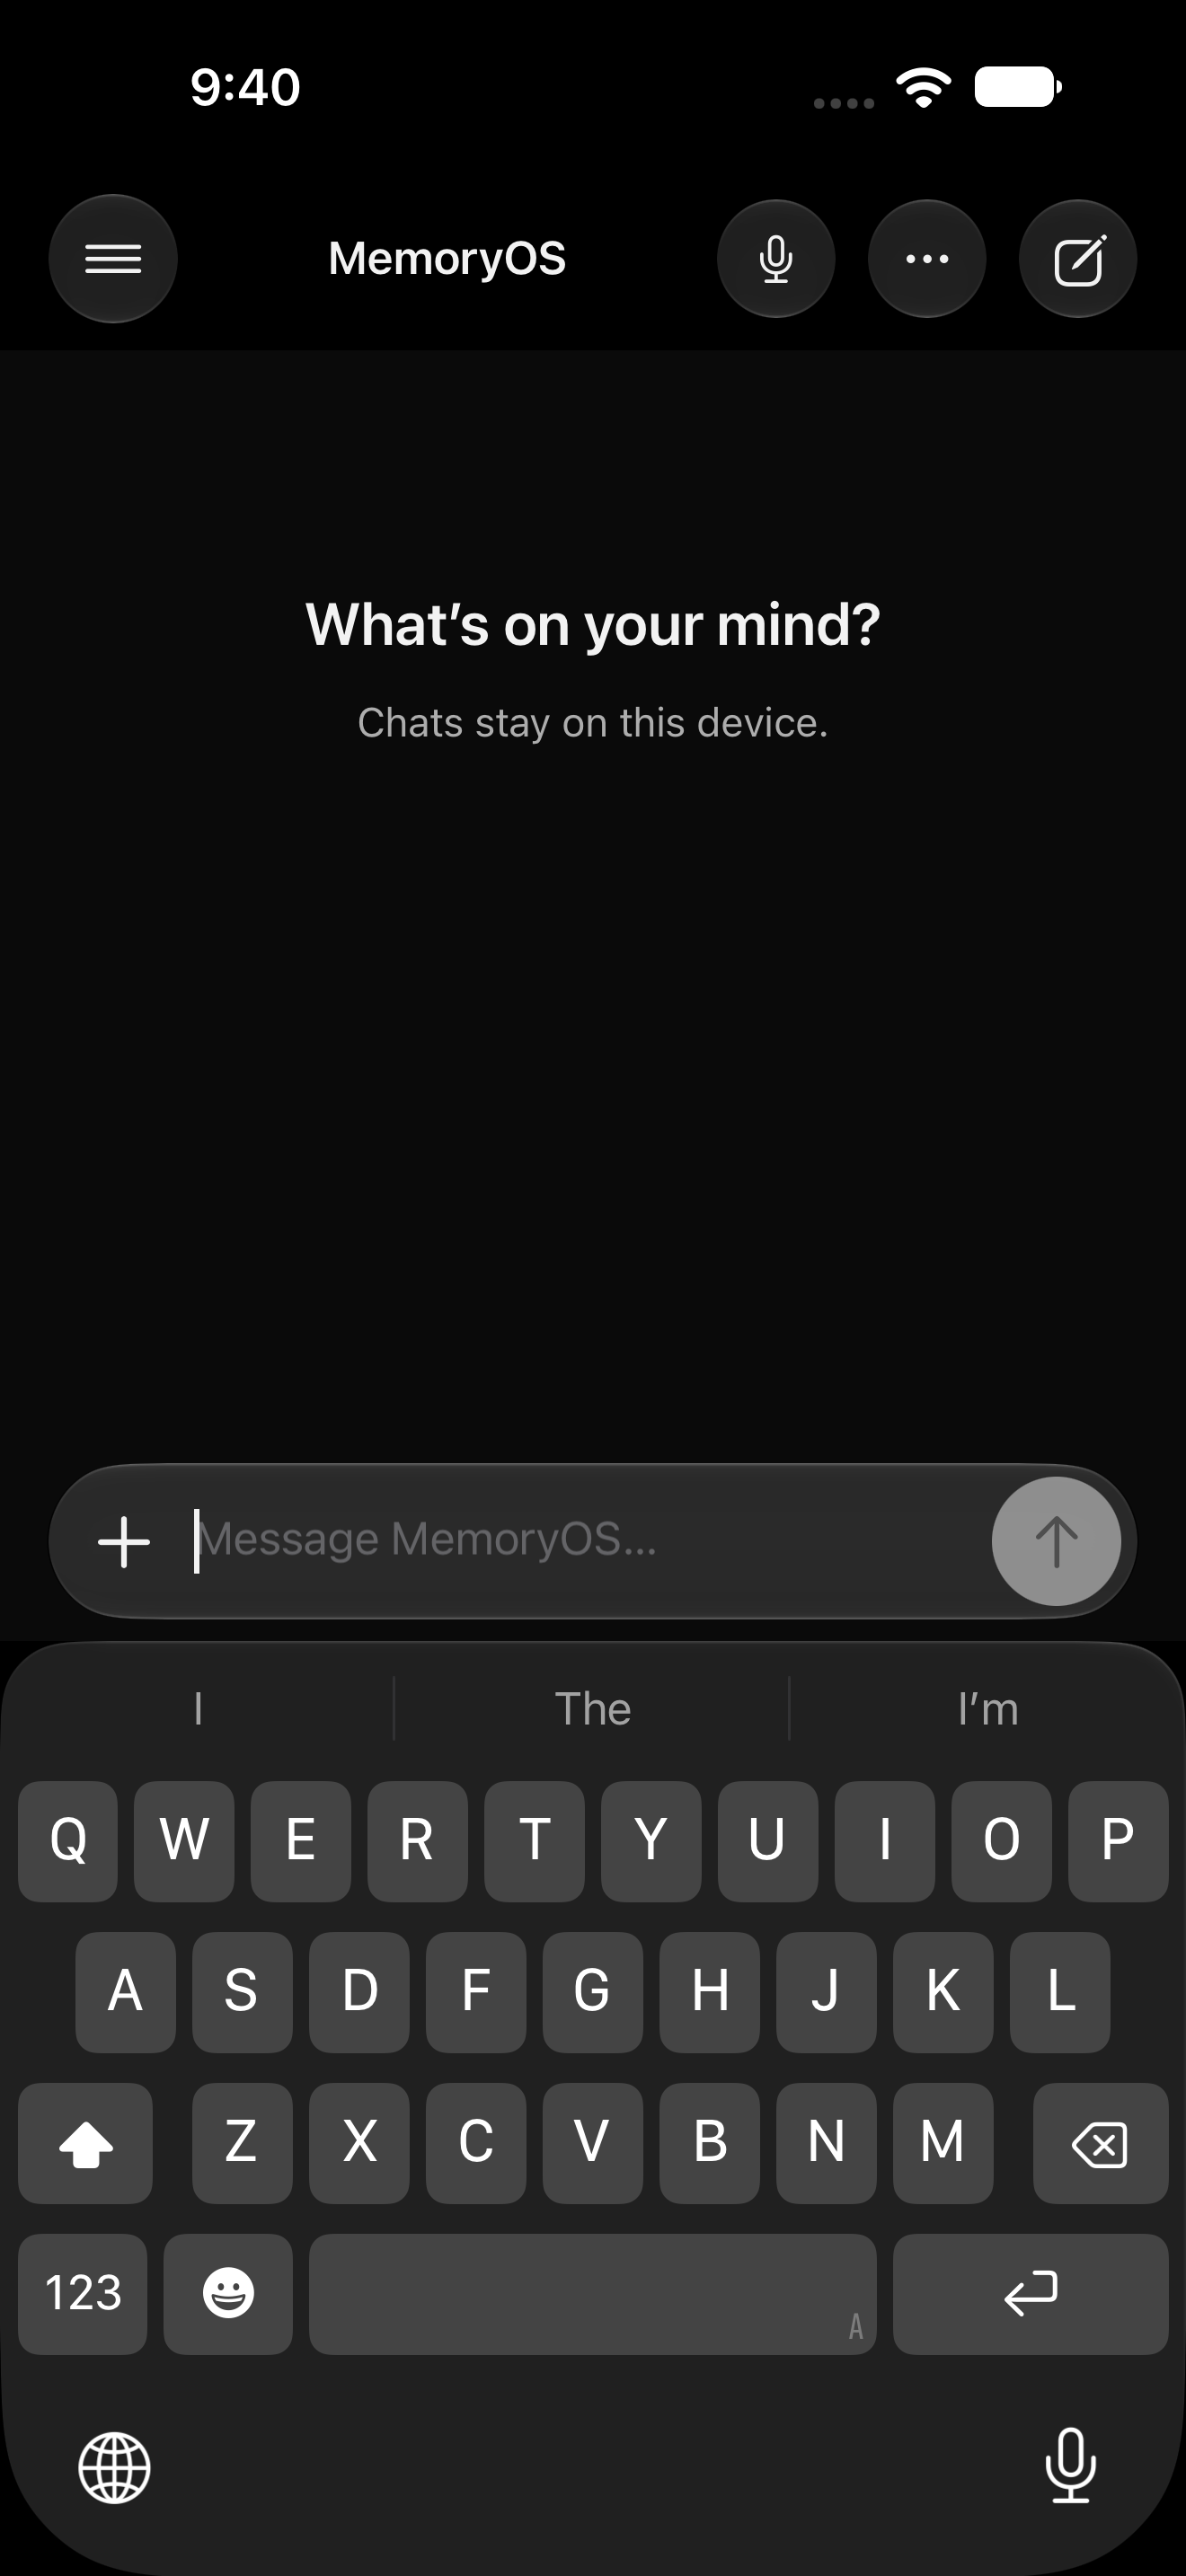 9:40
MemoryOS
What’s on your mind?
Chats stay on this device.
Message MemoryOS...
I The I’m
Q W E R T Y U I O P
A S D F G H J K L
Z X C V B N M
123
A